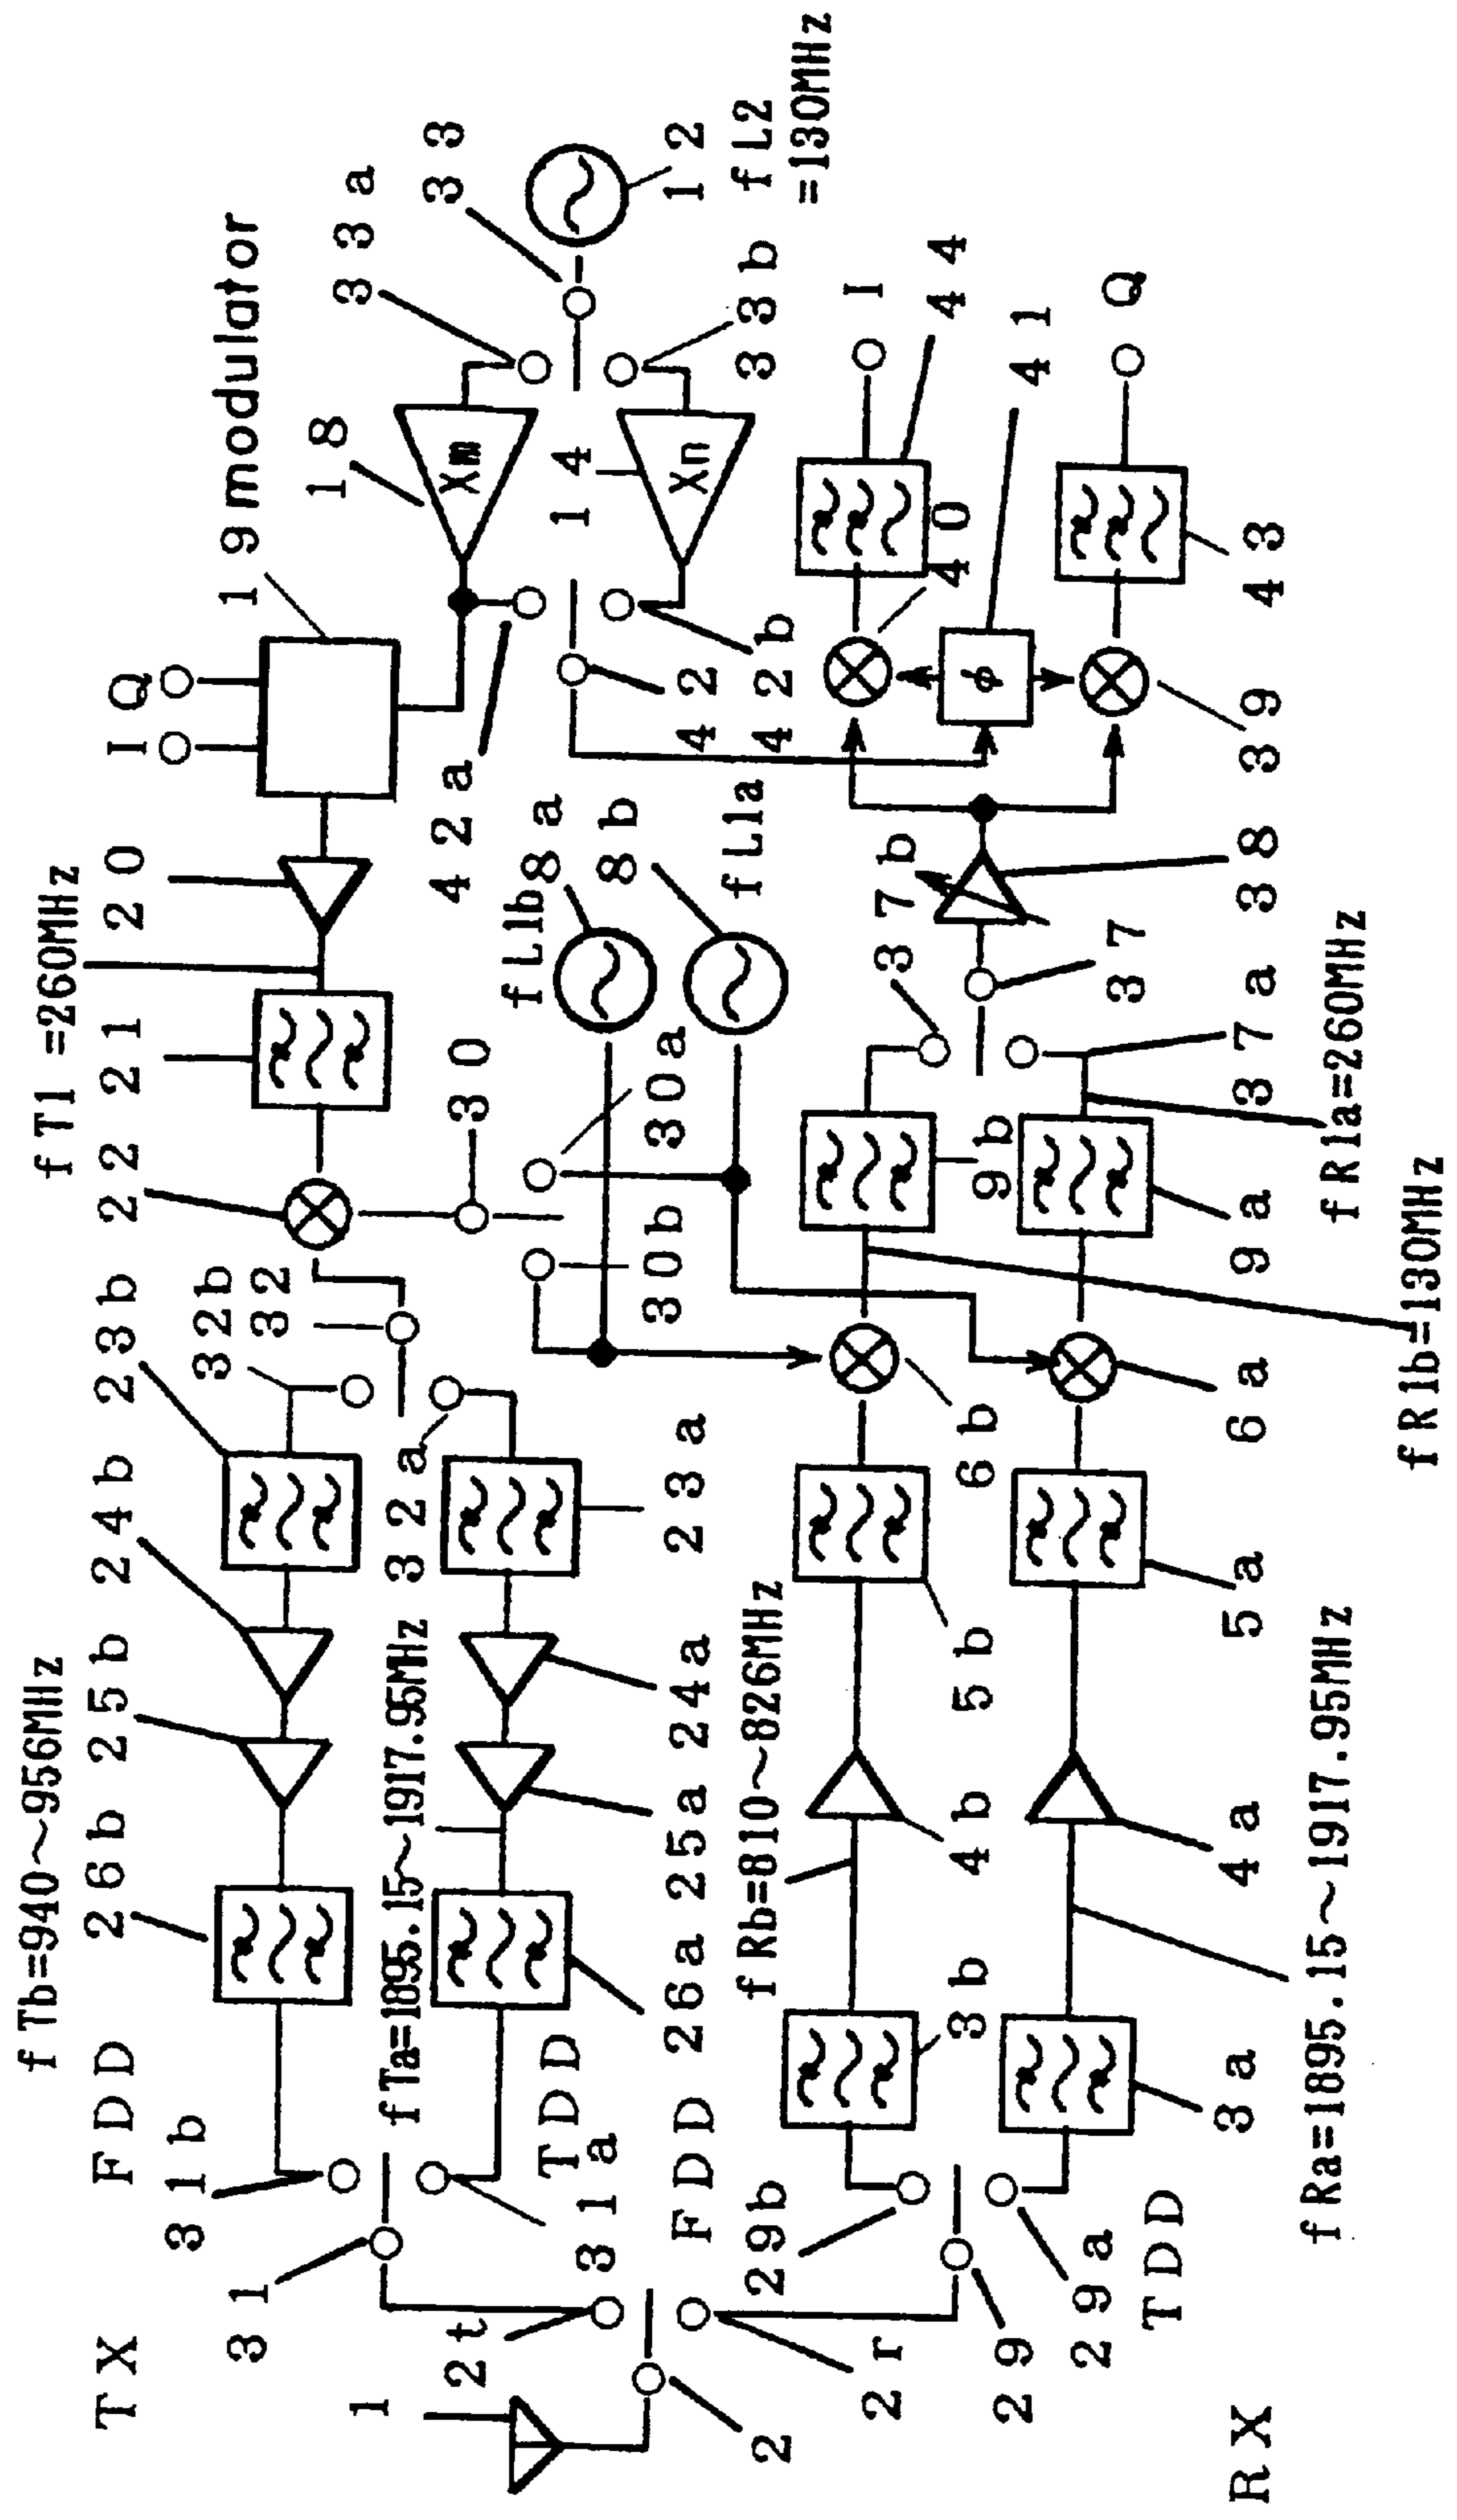 TX
FDD
fTb=940~956MHz
26b
25b
24b
23b
22
21
fT1=260MHz
20
I
Q
19 modulator
31
31b
32b
32
18
33a
33
1
2t
31a
TDD
fTa=1895.15~1917.95MHz
32a
30
30a
30b
42a
Xm
12
fL2
=130MHz
2
FDD
26a
25a
24a
23a
fL1b
8a
8b
fL1a
42
42b
14
Xn
33b
2r
29b
3b
fRb=810~826MHz
4b
5b
6b
9b
37b
40
I
44
29
29a
TDD
37
φ
41
RX
3a
4a
5a
6a
9a
37a
38
39
43
Q
fRa=1895.15~1917.95MHz
fR1a=260MHz
fR1b=130MHz